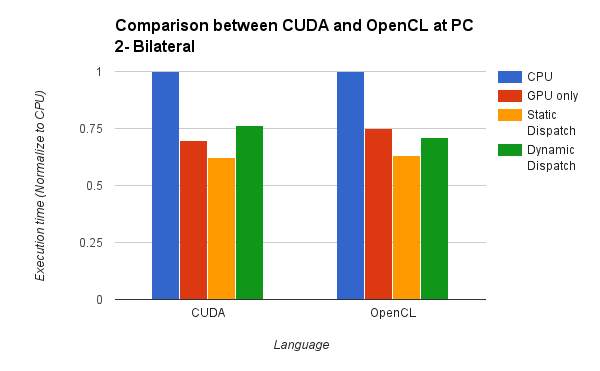 Comparison between CUDA and OpenCL at PC
2- Bilateral
1
0.75
0.5
0.25
0
Execution time (Normalize to CPU)
CUDA
OpenCL
Language
CPU
GPU only
Static
Dispatch
Dynamic
Dispatch